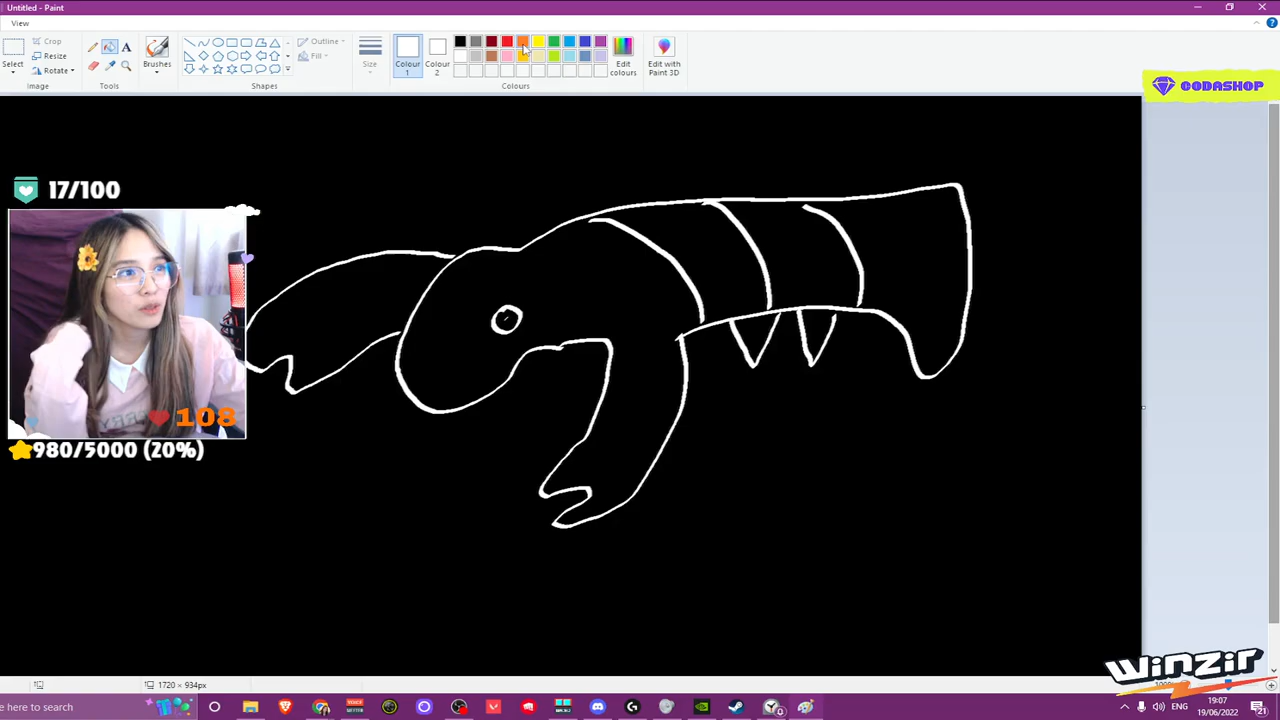 Untitled - Paint
View
Crop
Resize
Rotate
Select
Image
Tools
Brushes
Outline
Fill
Shapes
Size
Colour 1
Colour 2
Edit colours
Edit with Paint 3D
Colours
CODASHOP
17/100
108
980/5000 (20%)
WINZIR
1720 × 934px
here to search
ENG
19:07
19/06/2022
21